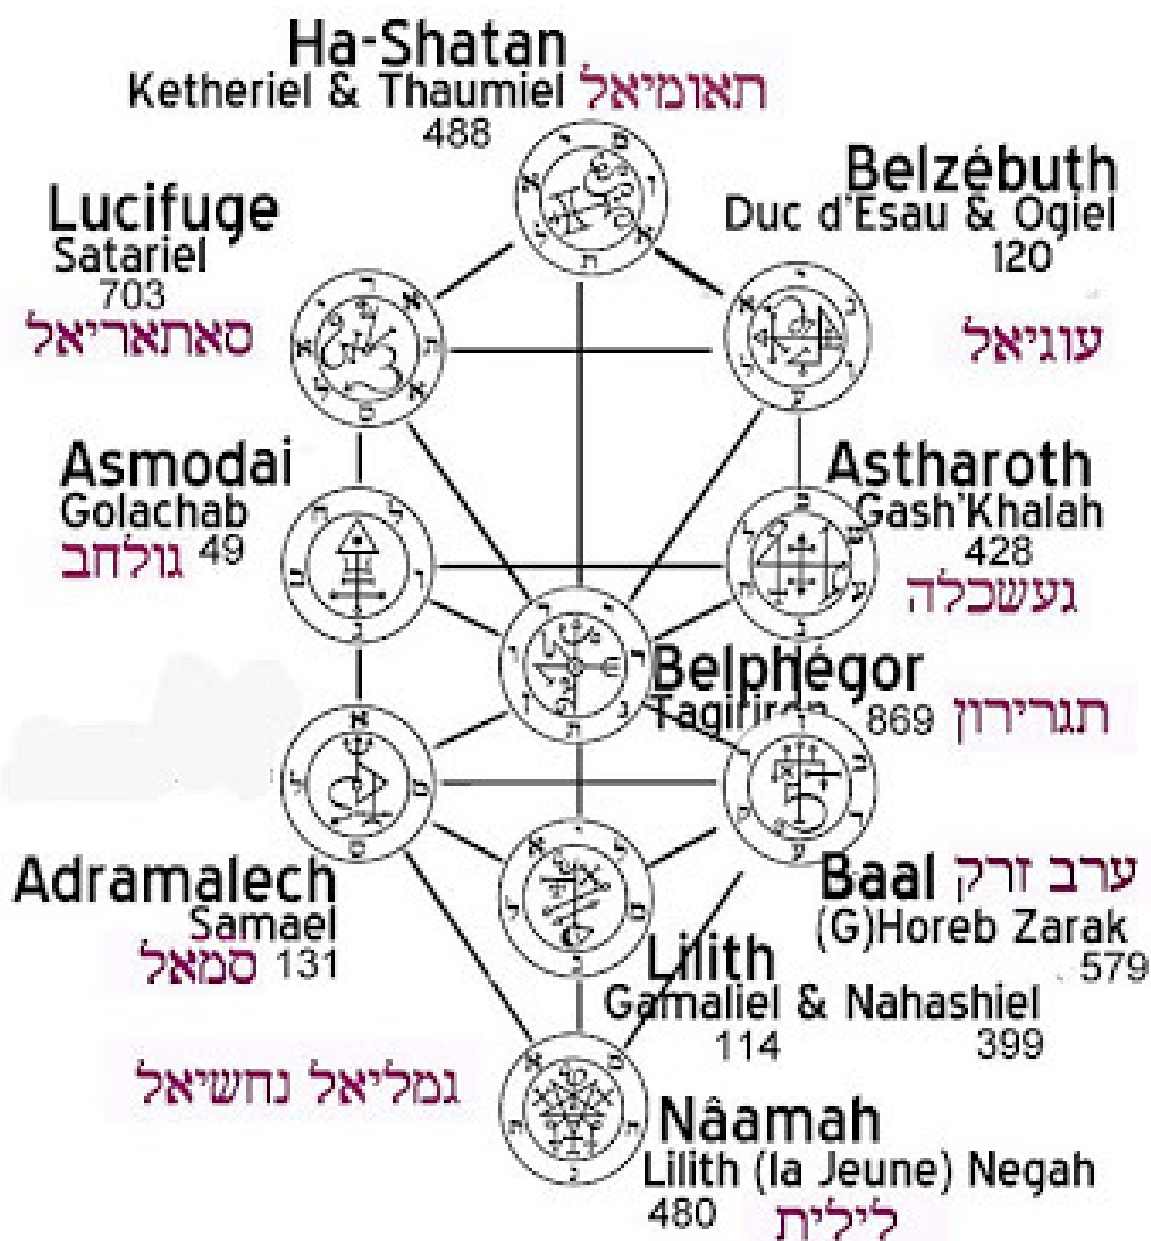 Ha-Shatan
Ketheriel & Thaumiel תאומיאל
488
Belzébuth
Duc d'Esau & Ogiel
120
עוגיאל
Lucifuge
Satariel
703
סאתאריאל
Asmodai
Golachab
גולחב 49
Astharoth
Gash'Khalah
428
געשכלה
Belphégor
Tagiriron 869 תגרירון
Adramalech
Samael
סמאל 131
Baal ערב זרק
(G)Horeb Zarak
579
Lilith
Gamaliel & Nahashiel
114 399
גמליאל נחשיאל
Nâamah
Lilith (la Jeune) Negah
480 לילית